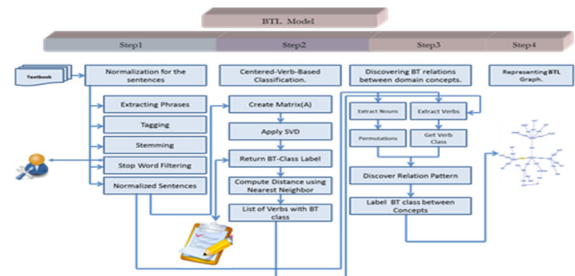 BTL Model
Step1
Step2
Step3
Step4
Textbook
Normalization for the
sentences
Extracting Phrases
Tagging
Stemming
Stop Word Filtering
Normalized Sentences
Centered-Verb-Based
Classification.
Create Matrix(A)
Apply SVD
Return BT-Class Label
Compute Distance using
Nearest Neighbor
List of Verbs with BT
class
Discovering BT relations
between domain concepts.
Extract Nouns
Extract Verbs
Permutations
Get Verb
Class
Discover Relation Pattern
Label BT class between
Concepts
Representing BTL
Graph.